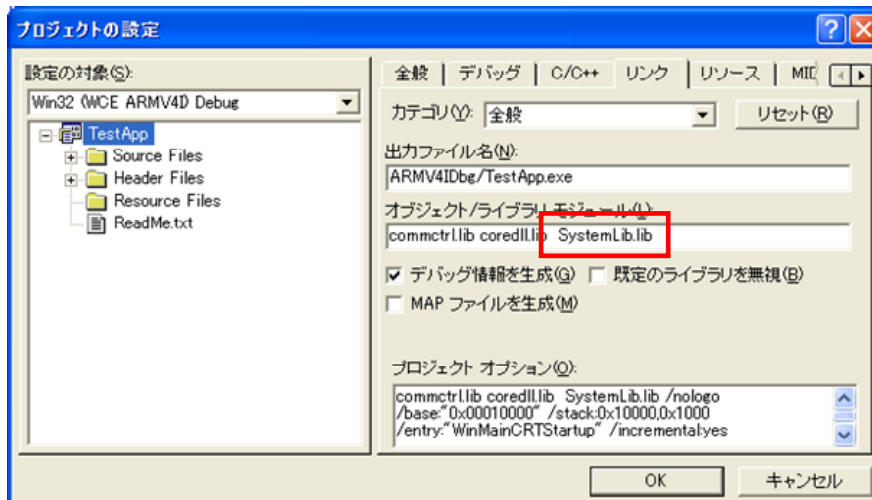 プロジェクトの設定
設定の対象(S):
Win32 (WCE ARMV4I) Debug
TestApp
Source Files
Header Files
Resource Files
ReadMe.txt
全般 デバッグ C/C++ リンク リソース
カテゴリ(Y): 全般 リセット(R)
出力ファイル名(N):
ARMV4IDbg/TestApp.exe
オブジェクト/ライブラリ モジュール(L):
commctrl.lib coredll.lib SystemLib.lib
デバッグ情報を生成(G) 既定のライブラリを無視(B)
MAP ファイルを生成(M)
プロジェクト オプション(O):
commctrl.lib coredll.lib SystemLib.lib /nologo
/base:"0x00010000" /stack:0x10000,0x1000
/entry:"WinMainCRTStartup" /incremental:yes
OK キャンセル